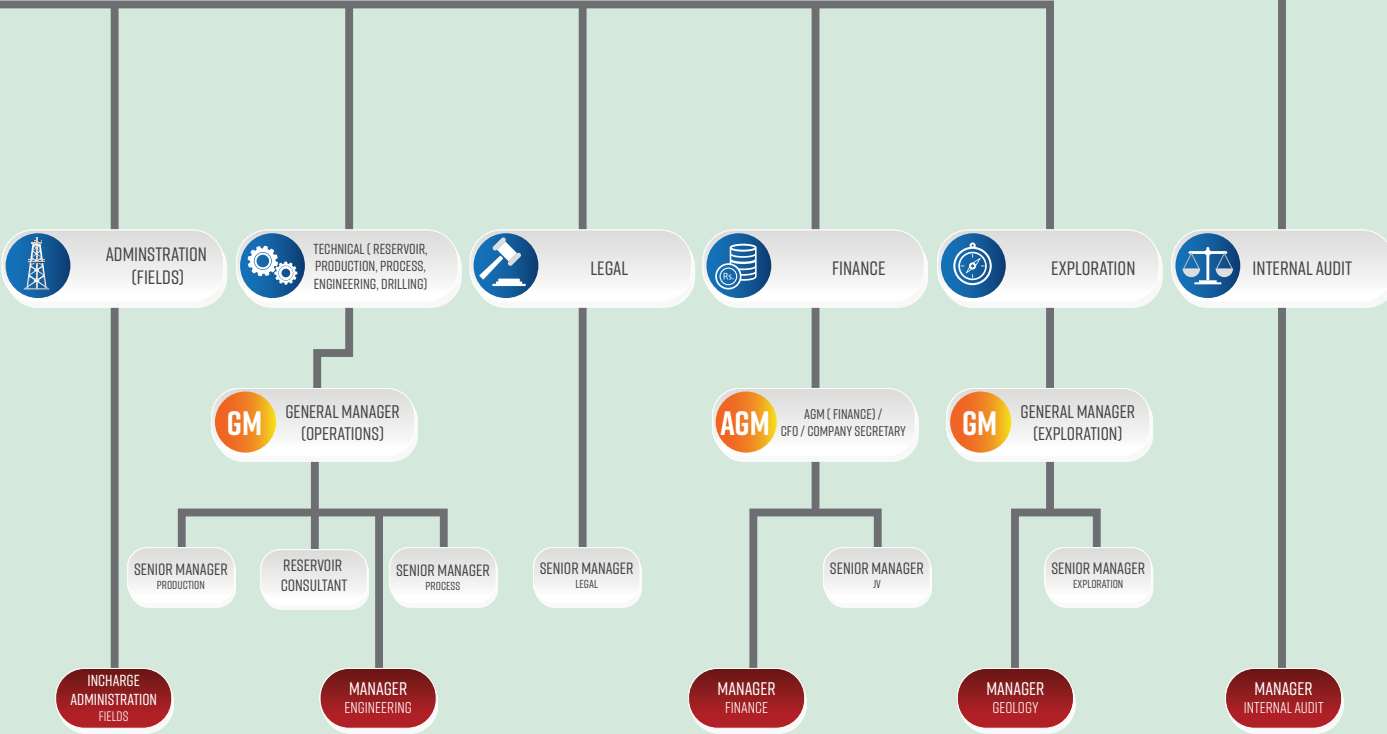 ADMINSTRATION
(FIELDS)
TECHNICAL ( RESERVOIR,
PRODUCTION, PROCESS,
ENGINEERING, DRILLING)
LEGAL
Rs.
FINANCE
EXPLORATION
INTERNAL AUDIT
GM
GENERAL MANAGER
(OPERATIONS)
AGM
AGM ( FINANCE) /
CFO / COMPANY SECRETARY
GM
GENERAL MANAGER
(EXPLORATION)
SENIOR MANAGER
PRODUCTION
RESERVOIR
CONSULTANT
SENIOR MANAGER
PROCESS
SENIOR MANAGER
LEGAL
SENIOR MANAGER
JV
SENIOR MANAGER
EXPLORATION
INCHARGE
ADMINISTRATION
FIELDS
MANAGER
ENGINEERING
MANAGER
FINANCE
MANAGER
GEOLOGY
MANAGER
INTERNAL AUDIT